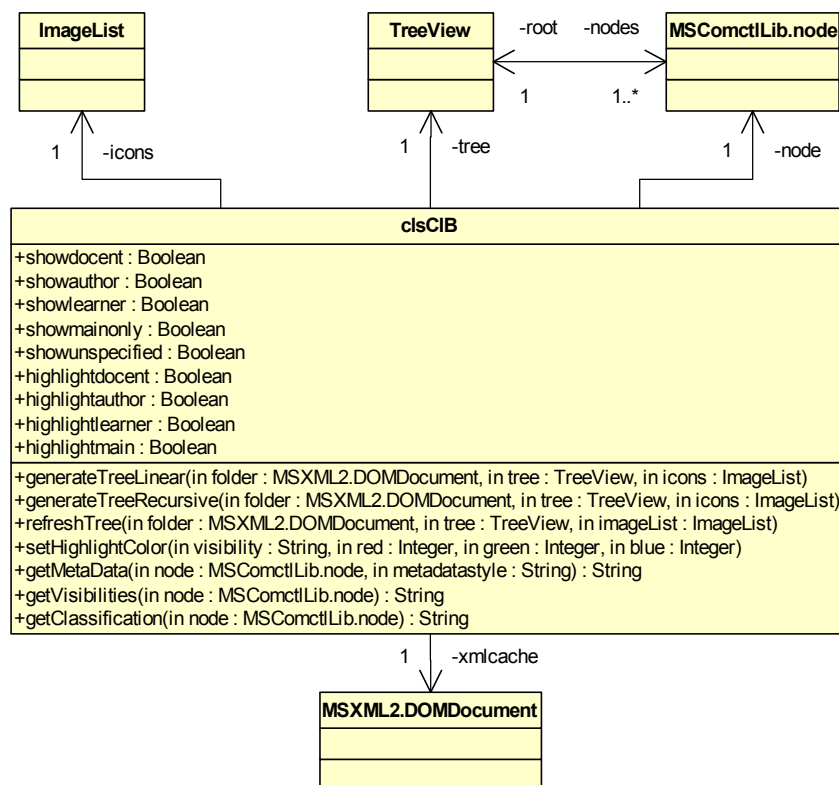 ImageList
TreeView
MSComctlLib.node
-root -nodes
1 1..*
1 -icons
1 -tree
1 -node
clsCIB
+showdocent : Boolean
+showauthor : Boolean
+showlearner : Boolean
+showmainonly : Boolean
+showunspecified : Boolean
+highlightdocent : Boolean
+highlightauthor : Boolean
+highlightlearner : Boolean
+highlightmain : Boolean
+generateTreeLinear(in folder : MSXML2.DOMDocument, in tree : TreeView, in icons : ImageList)
+generateTreeRecursive(in folder : MSXML2.DOMDocument, in tree : TreeView, in icons : ImageList)
+refreshTree(in folder : MSXML2.DOMDocument, in tree : TreeView, in imageList : ImageList)
+setHighlightColor(in visibility : String, in red : Integer, in green : Integer, in blue : Integer)
+getMetaData(in node : MSComctlLib.node, in metadatastyle : String) : String
+getVisibilities(in node : MSComctlLib.node) : String
+getClassification(in node : MSComctlLib.node) : String
1 -xmlcache
MSXML2.DOMDocument